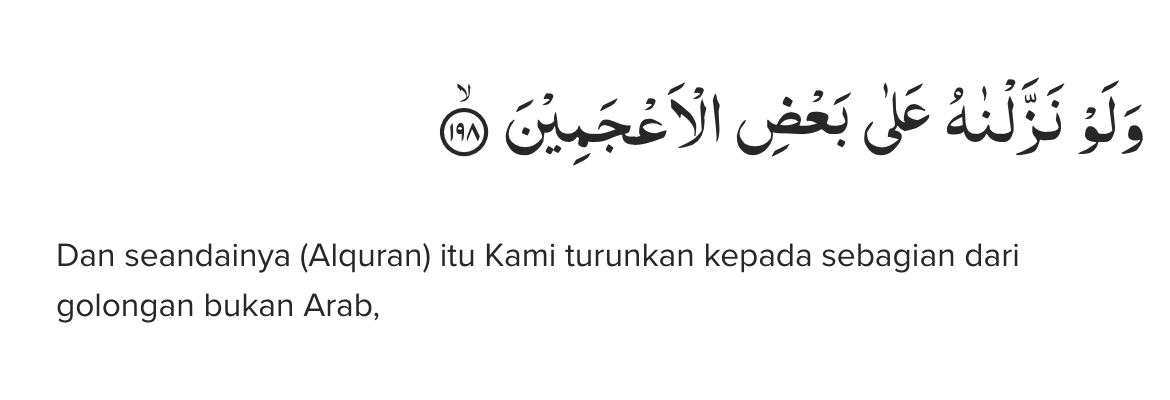 وَلَوْ نَزَّلْنٰهُ عَلٰى بَعْضِ الْاَعْجَمِيْنَ ۙ ١٩٨
Dan seandainya (Alquran) itu Kami turunkan kepada sebagian dari
golongan bukan Arab,